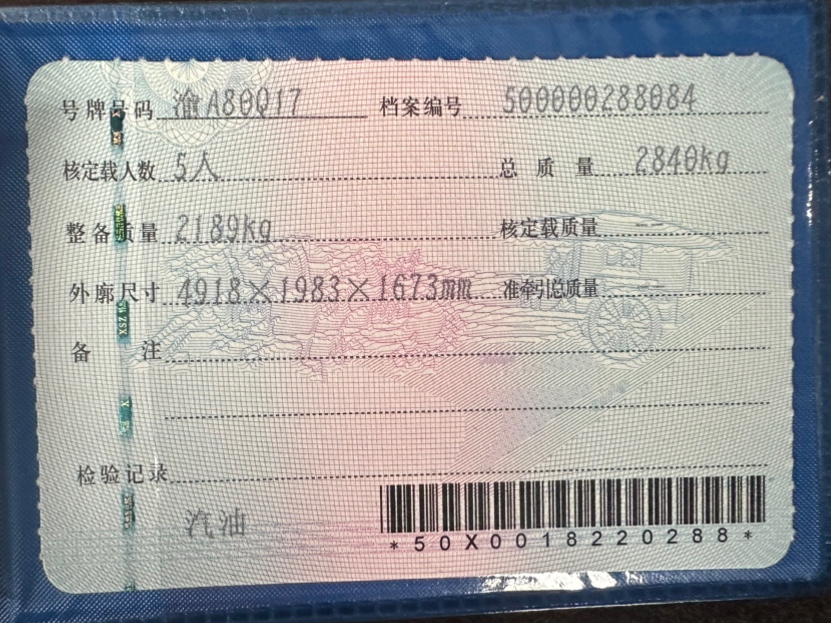 号牌号码 渝A80Q17 档案编号 500000288084
核定载人数 5人 总质量 2840kg
整备质量 2189kg 核定载质量
外廓尺寸 4918×1983×1673mm 准牵引总质量
备注
检验记录
汽油
*50X0018220288*